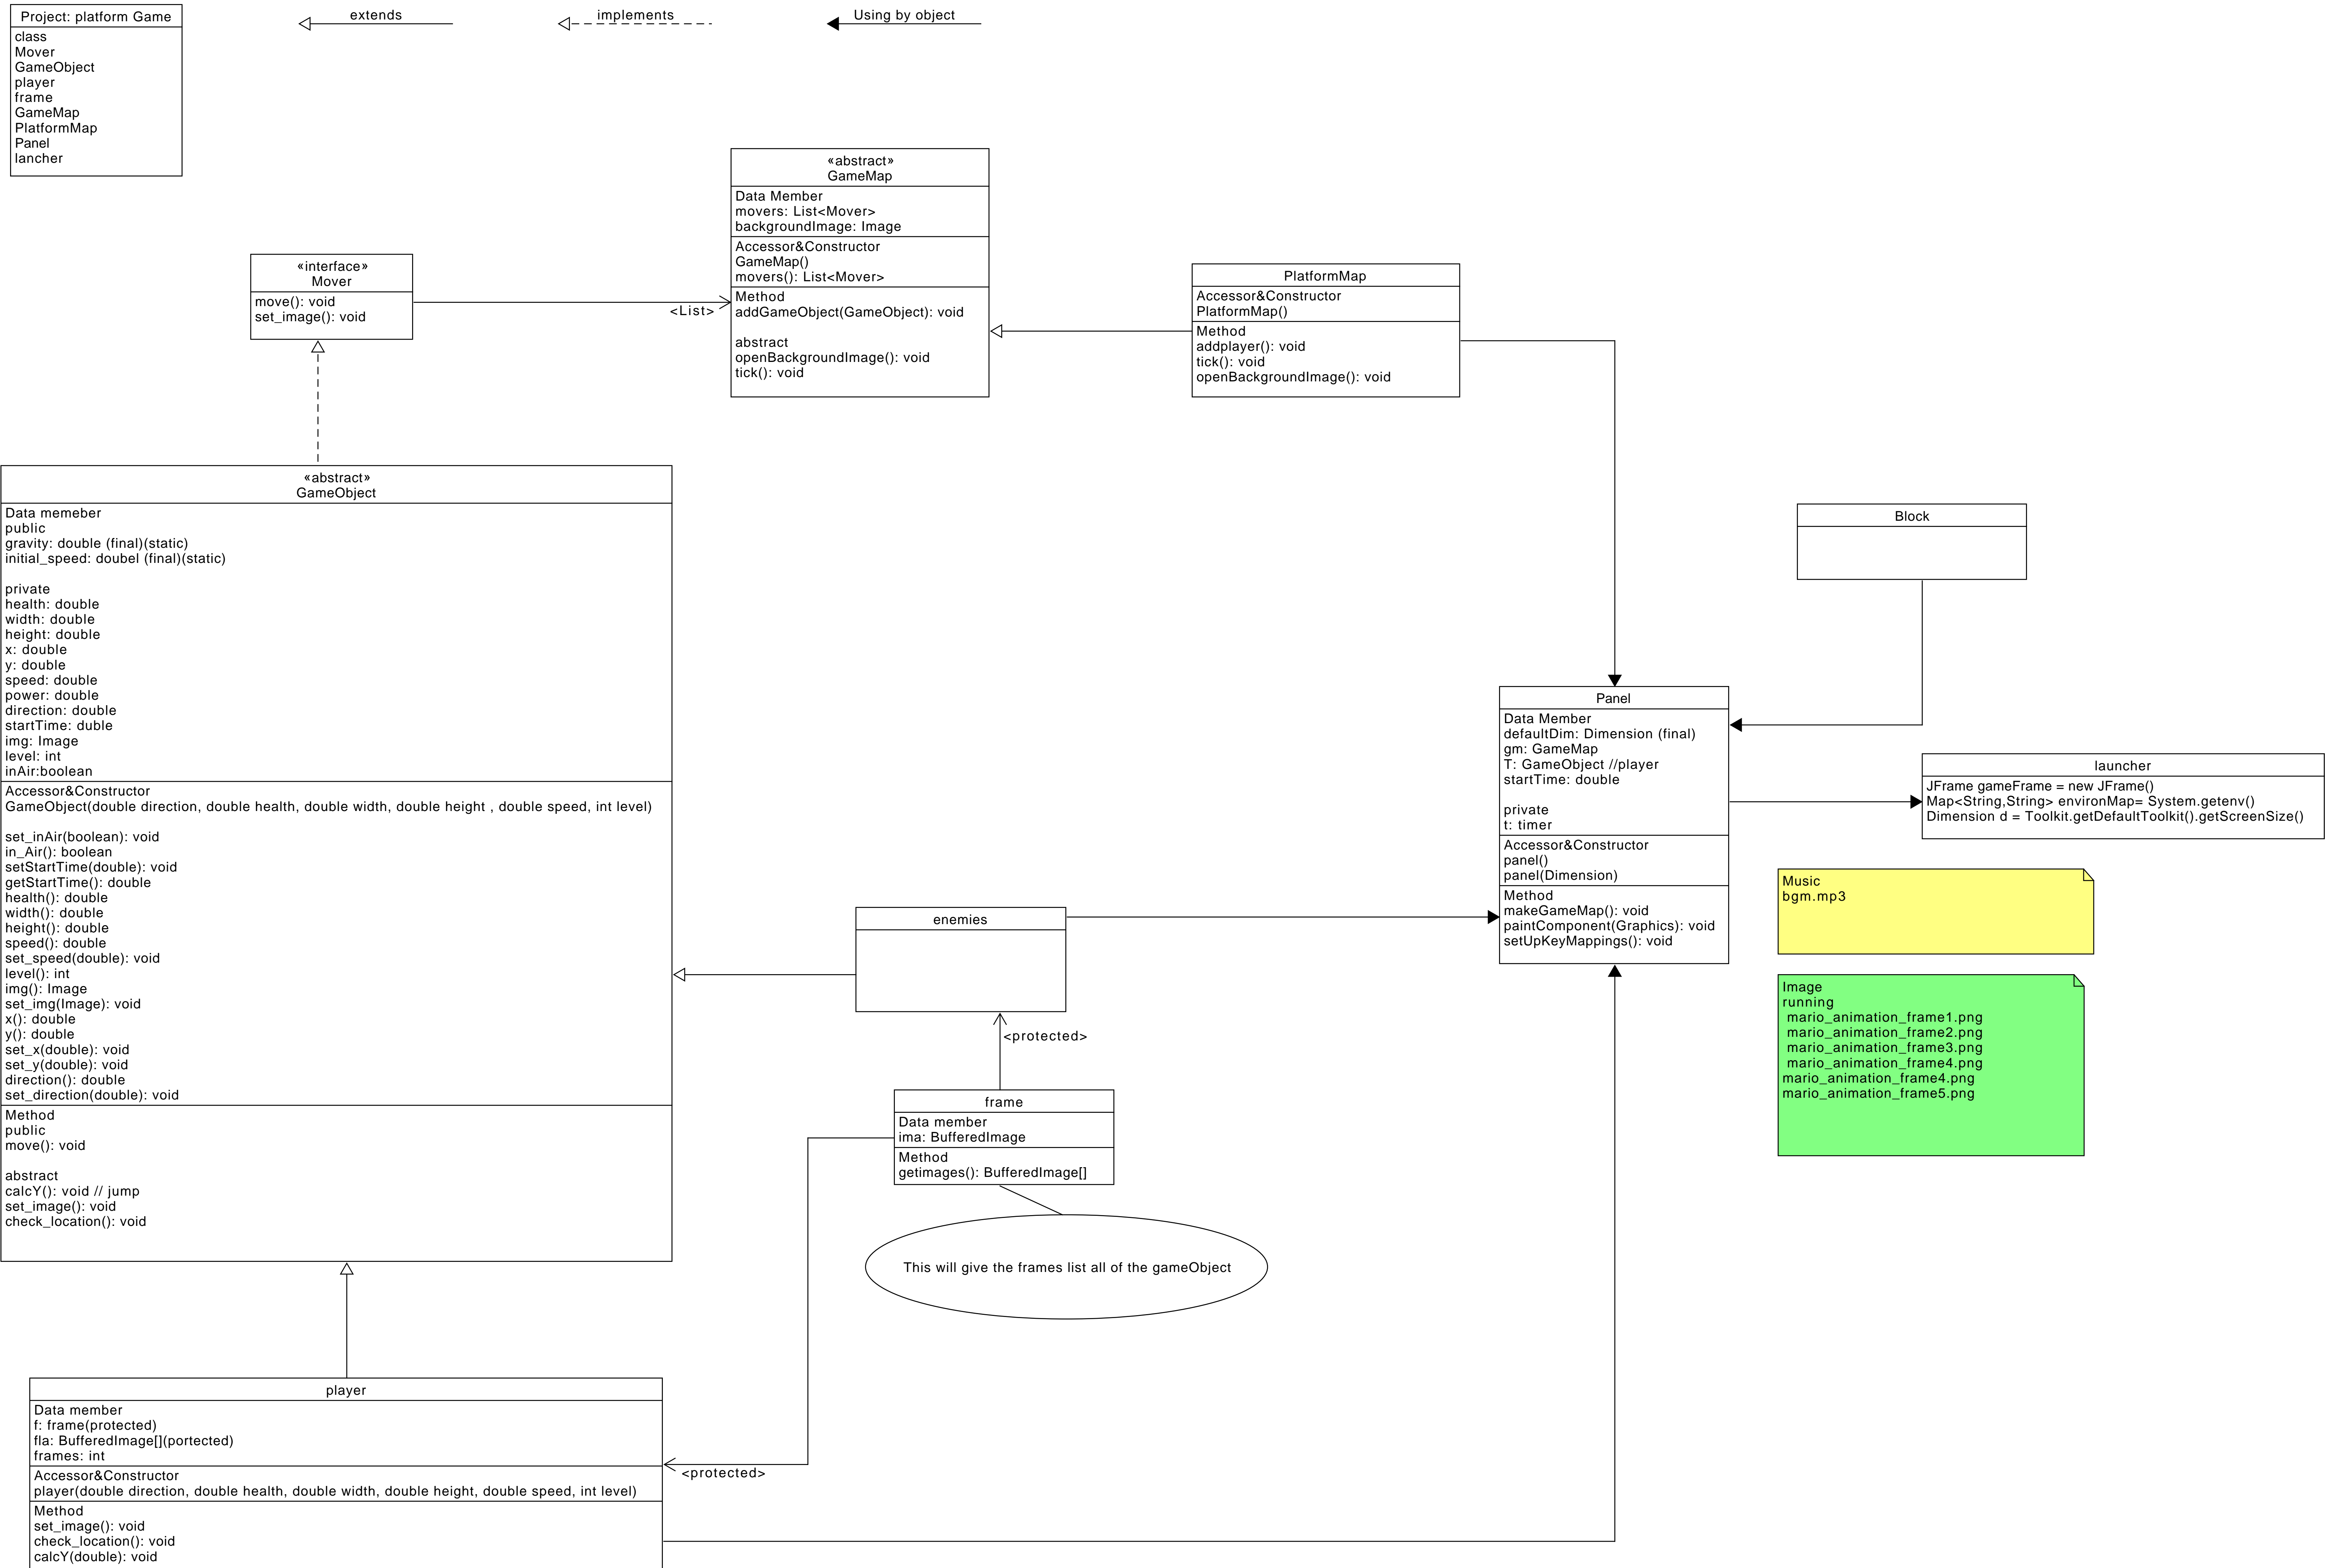 Project: platform Game
class
Mover
GameObject
player
frame
GameMap
PlatformMap
Panel
lancher
extends
implements
Using by object
«abstract»
GameMap
Data Member
movers: List<Mover>
backgroundImage: Image
Accessor&Constructor
GameMap()
movers(): List<Mover>
Method
addGameObject(GameObject): void
abstract
openBackgroundImage(): void
tick(): void
«interface»
Mover
move(): void
set_image(): void
<List>
PlatformMap
Accessor&Constructor
PlatformMap()
Method
addplayer(): void
tick(): void
openBackgroundImage(): void
«abstract»
GameObject
Data memeber
public
gravity: double (final)(static)
initial_speed: doubel (final)(static)
private
health: double
width: double
height: double
x: double
y: double
speed: double
power: double
direction: double
startTime: duble
img: Image
level: int
inAir:boolean
Accessor&Constructor
GameObject(double direction, double health, double width, double height , double speed, int level)
set_inAir(boolean): void
in_Air(): boolean
setStartTime(double): void
getStartTime(): double
health(): double
width(): double
height(): double
speed(): double
set_speed(double): void
level(): int
img(): Image
set_img(Image): void
x(): double
y(): double
set_x(double): void
set_y(double): void
direction(): double
set_direction(double): void
Method
public
move(): void
abstract
calcY(): void // jump
set_image(): void
check_location(): void
Block
Panel
Data Member
defaultDim: Dimension (final)
gm: GameMap
T: GameObject //player
startTime: double
private
t: timer
Accessor&Constructor
panel()
panel(Dimension)
Method
makeGameMap(): void
paintComponent(Graphics): void
setUpKeyMappings(): void
launcher
JFrame gameFrame = new JFrame()
Map<String,String> environMap= System.getenv()
Dimension d = Toolkit.getDefaultToolkit().getScreenSize()
Music
bgm.mp3
Image
running
mario_animation_frame1.png
mario_animation_frame2.png
mario_animation_frame3.png
mario_animation_frame4.png
mario_animation_frame4.png
mario_animation_frame5.png
enemies
<protected>
frame
Data member
ima: BufferedImage
Method
getimages(): BufferedImage[]
This will give the frames list all of the gameObject
player
Data member
f: frame(protected)
fla: BufferedImage[](portected)
frames: int
Accessor&Constructor
player(double direction, double health, double width, double height, double speed, int level)
Method
set_image(): void
check_location(): void
calcY(double): void
<protected>